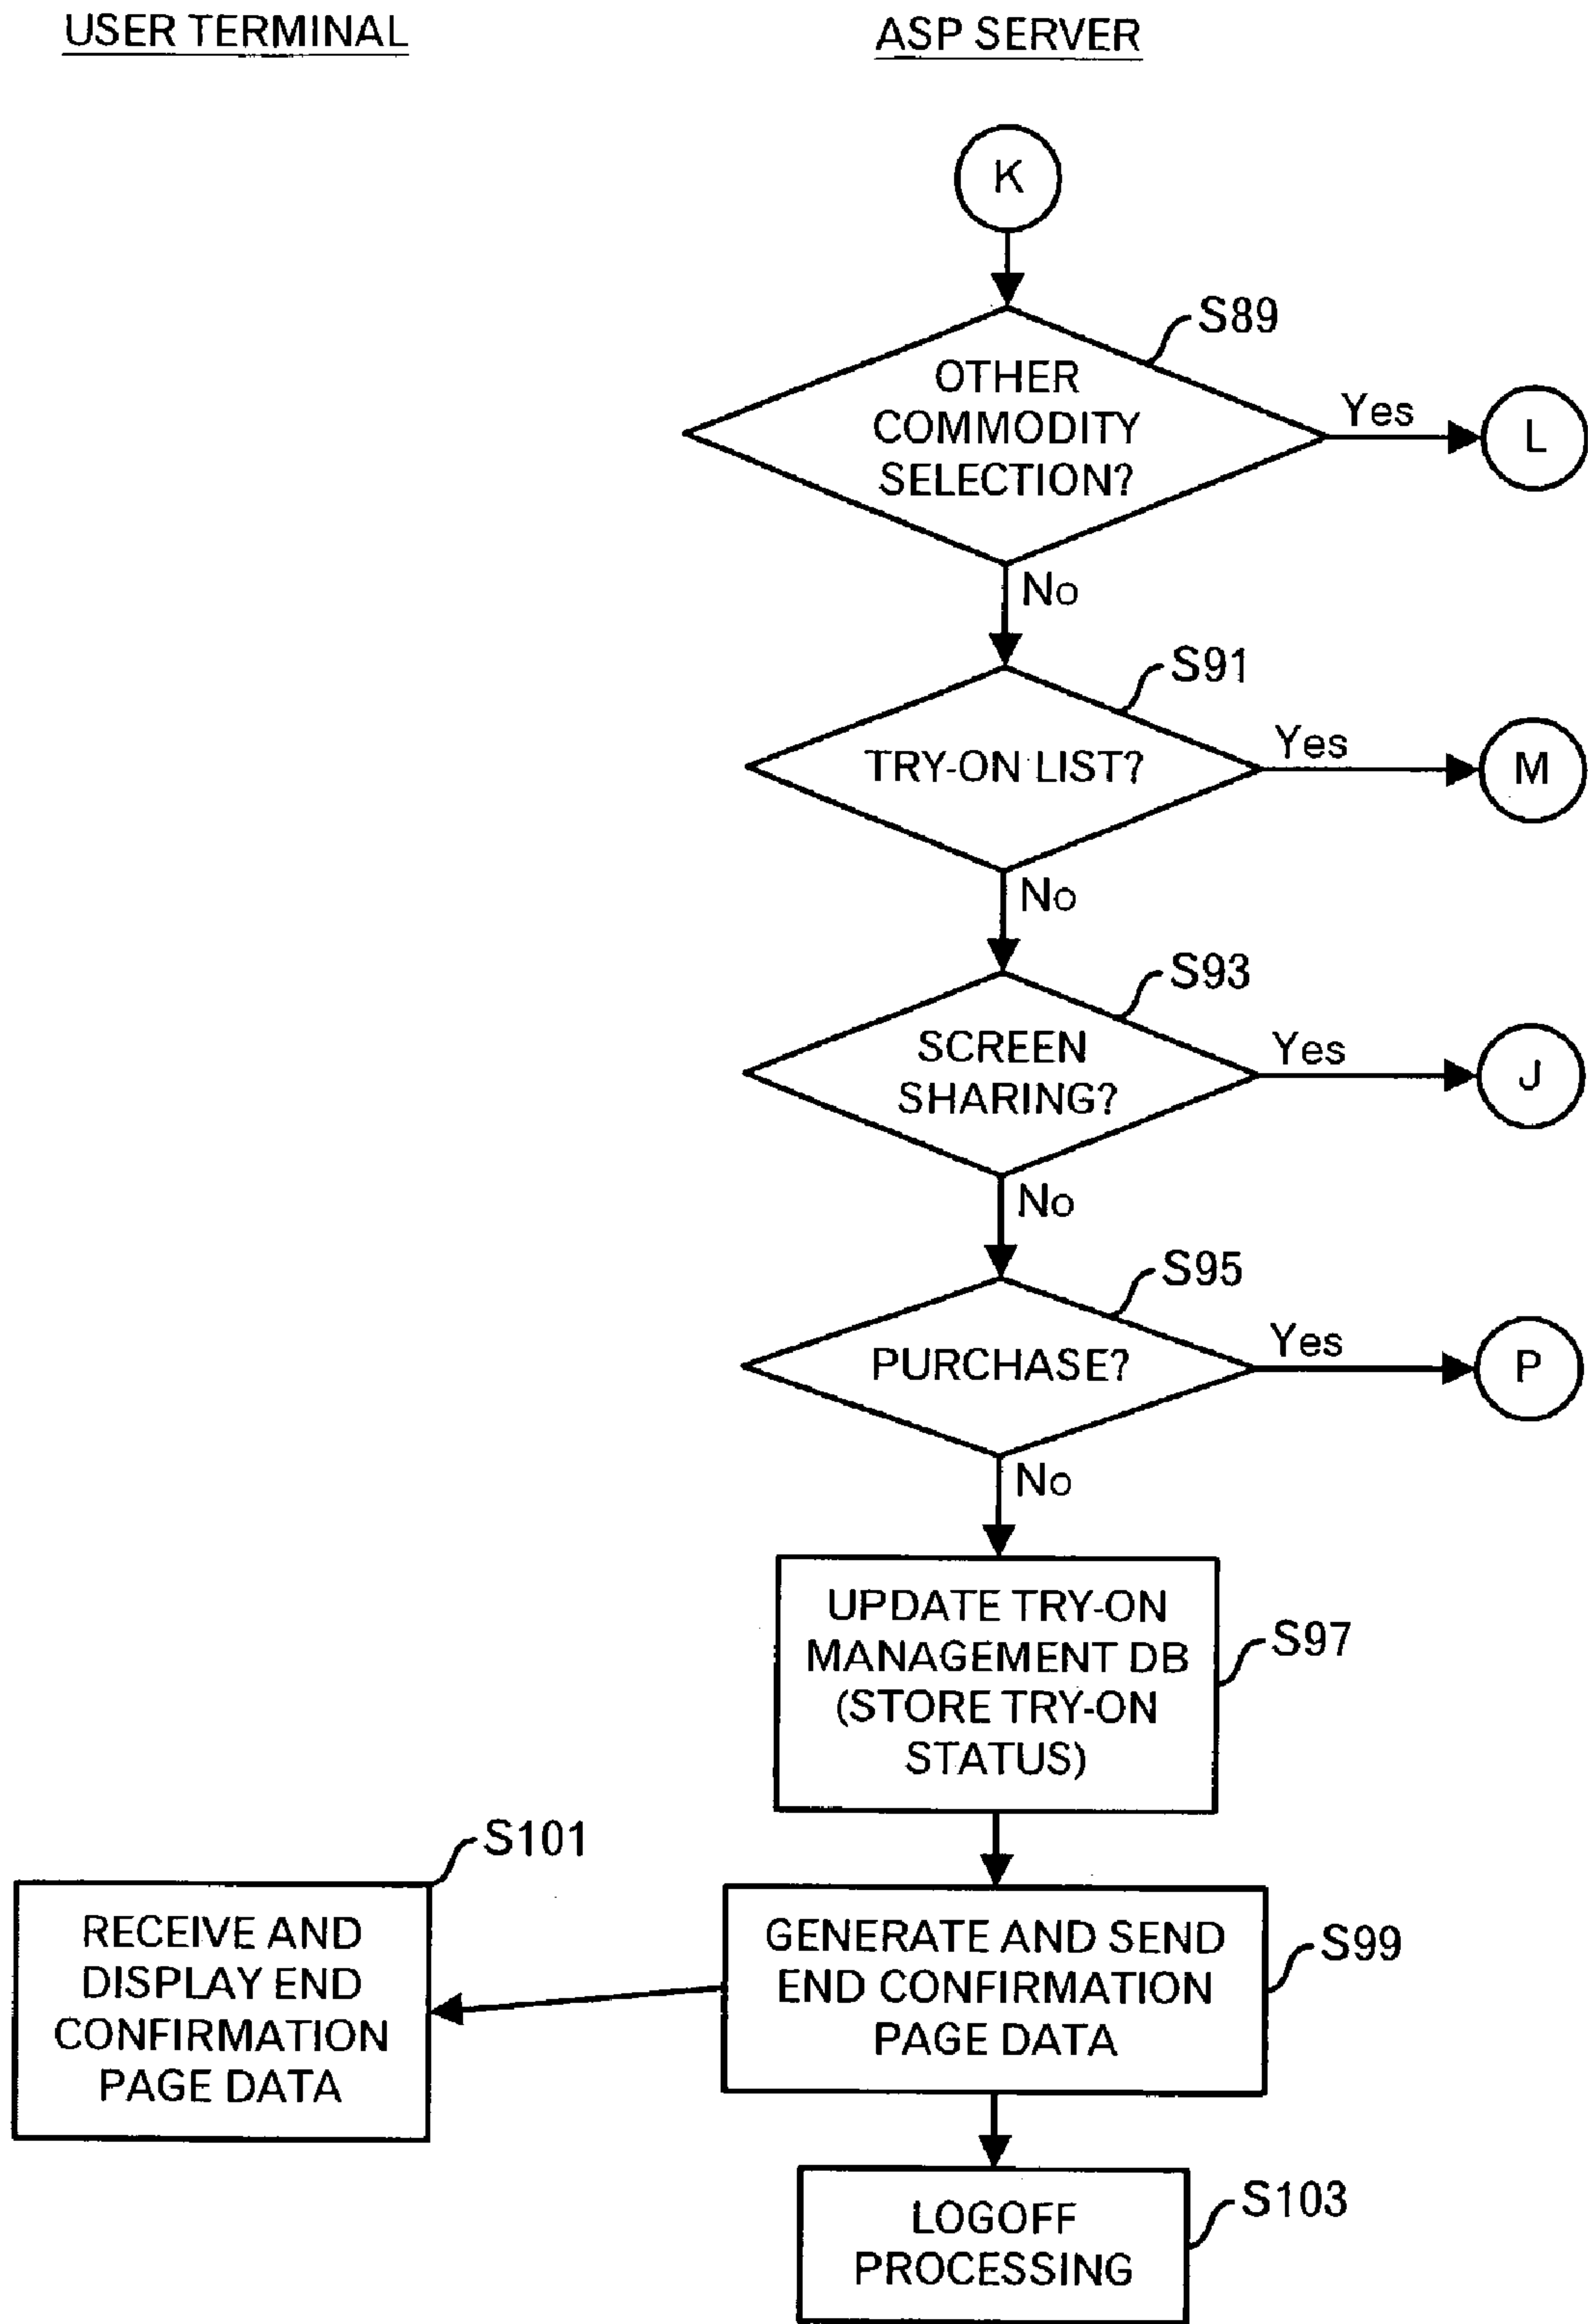 USER TERMINAL
ASP SERVER
K
S89
OTHER
COMMODITY
SELECTION?
Yes
L
No
S91
TRY-ON LIST?
Yes
M
No
S93
SCREEN
SHARING?
Yes
J
No
S95
PURCHASE?
Yes
P
No
UPDATE TRY-ON
MANAGEMENT DB
(STORE TRY-ON
STATUS)
S97
S101
RECEIVE AND
DISPLAY END
CONFIRMATION
PAGE DATA
GENERATE AND SEND
END CONFIRMATION
PAGE DATA
S99
LOGOFF
PROCESSING
S103